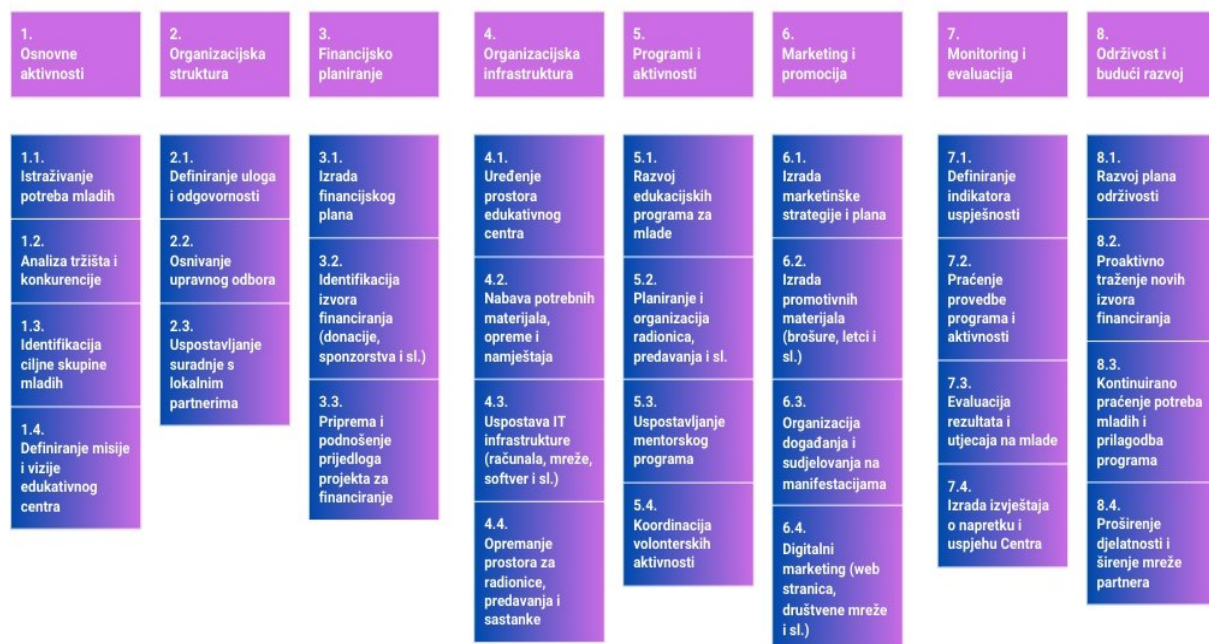 1.
Osnovne
aktivnosti
2.
Organizacijska
struktura
3.
Financijsko
planiranje
4.
Organizacijska
infrastruktura
5.
Programi i
aktivnosti
6.
Marketing i
promocija
7.
Monitoring i
evaluacija
8.
Održivost i
budući razvoj
1.1.
Istraživanje
potreba mladih
1.2.
Analiza tržišta i
konkurencije
1.3.
Identifikacija
ciljne skupine
mladih
1.4.
Definiranje misije
i vizije
edukativnog
centra
2.1.
Definiranje uloga
i odgovornosti
2.2.
Osnivanje
upravnog odbora
2.3.
Uspostavljanje
suradnje s
lokalnim
partnerima
3.1.
Izrada
financijskog
plana
3.2.
Identifikacija
izvora
financiranja
(donacije,
sponzorstva i sl.)
3.3.
Priprema i
podnošenje
prijedloga
projekta za
financiranje
4.1.
Uređenje
prostora
edukativnog
centra
4.2.
Nabava potrebnih
materijala,
opreme i
namještaja
4.3.
Uspostava IT
infrastrukture
(računala, mreže,
softver i sl.)
4.4.
Opremanje
prostora za
radionice,
predavanja i
sastanke
5.1.
Razvoj
edukacijskih
programa za
mlade
5.2.
Planiranje i
organizacija
radionica,
predavanja i sl.
5.3.
Uspostavljanje
mentorskog
programa
5.4.
Koordinacija
volonterskih
aktivnosti
6.1.
Izrada
marketinške
strategije i plana
6.2.
Izrada
promotivnih
materijala
(brošure, letci i
sl.)
6.3.
Organizacija
događanja i
sudjelovanja na
manifestacijama
6.4.
Digitalni
marketing (web
stranica,
društvene mreže
i sl.)
7.1.
Definiranje
indikatora
uspješnosti
7.2.
Praćenje
provedbe
programa i
aktivnosti
7.3.
Evaluacija
rezultata i
utjecaja na mlade
7.4.
Izrada izvještaja
o napretku i
uspjehu Centra
8.1.
Razvoj plana
održivosti
8.2.
Proaktivno
traženje novih
izvora
financiranja
8.3.
Kontinuirano
praćenje potreba
mladih i
prilagodba
programa
8.4.
Proširenje
djelatnosti i
širenje mreže
partnera